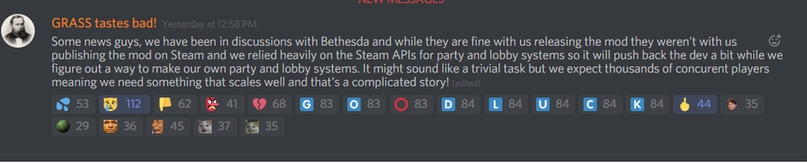 NEW MESSAGES
GRASS tastes bad! Yesterday at 12:58 PM
Some news guys, we have been in discussions with Bethesda and while they are fine with us releasing the mod they weren't with us
publishing the mod on Steam and we relied heavily on the Steam APIs for party and lobby systems so it will push back the dev a bit while we
figure out a way to make our own party and lobby systems. It might sound like a trivial task but we expect thousands of concurent players
meaning we need something that scales well and that's a complicated story! (edited)
53 112 62 41 68 G 83 O 83 83 D 84 L 84 U 84 C 84 K 84 44 35
29 36 45 37 35